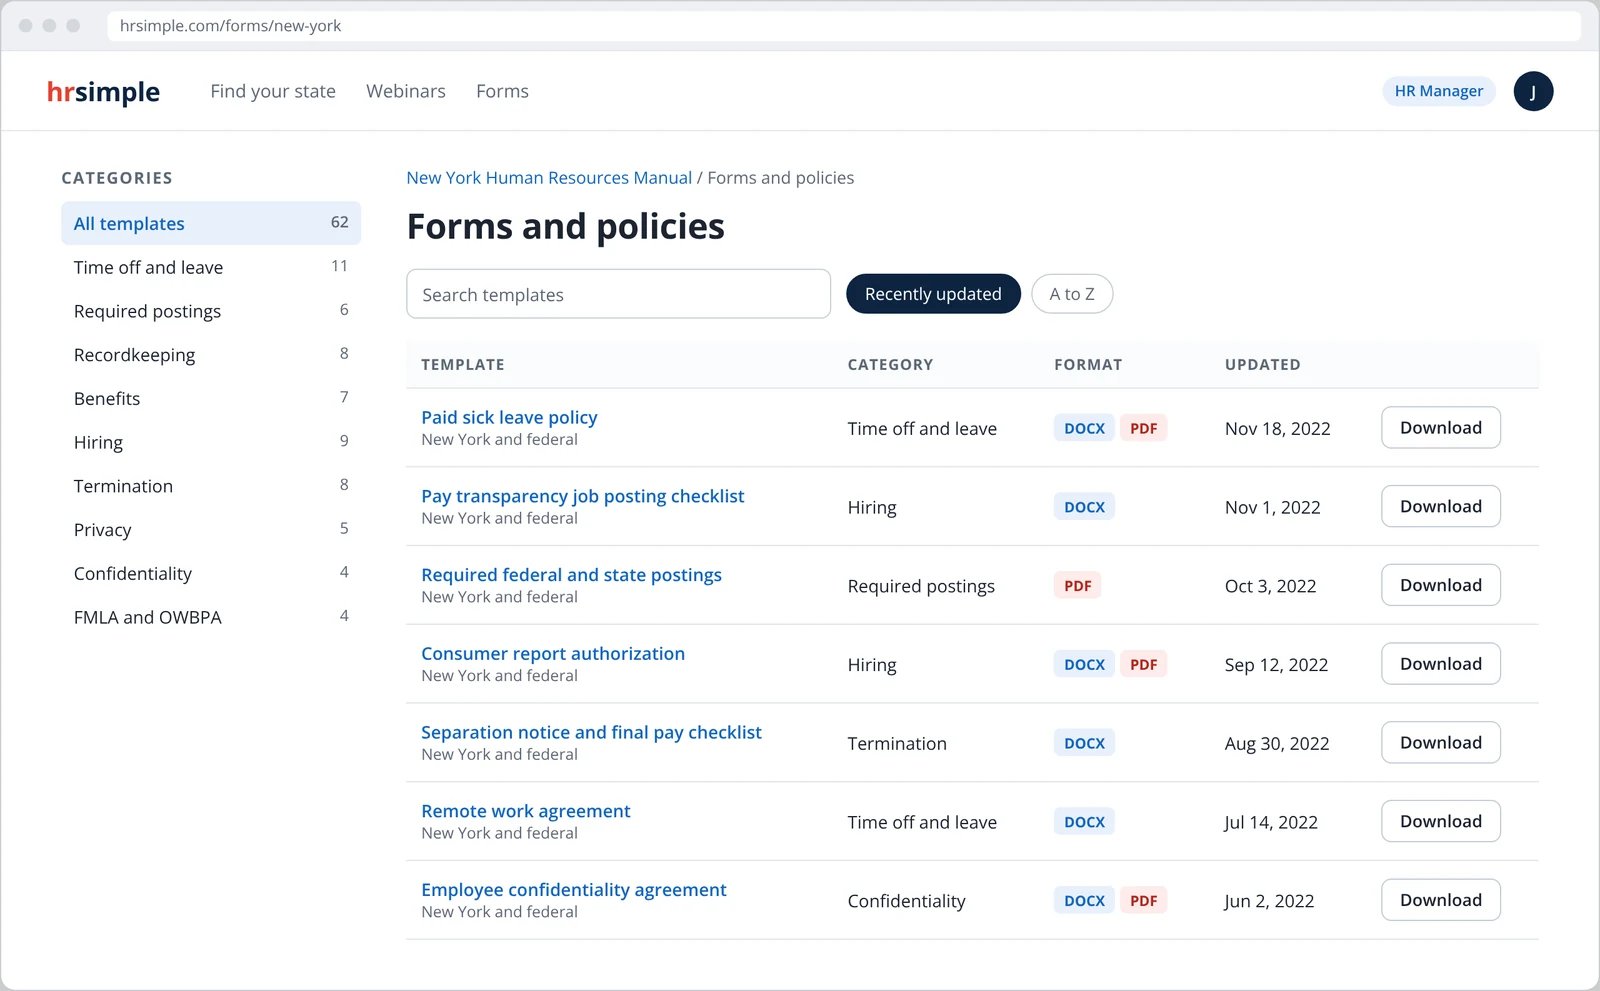 hrsimple.com/forms/new-york
hrsimple
Find your state
Webinars
Forms
HR Manager
J
CATEGORIES
All templates 62
Time off and leave 11
Required postings 6
Recordkeeping 8
Benefits 7
Hiring 9
Termination 8
Privacy 5
Confidentiality 4
FMLA and OWBPA 4
New York Human Resources Manual / Forms and policies
Forms and policies
Search templates
Recently updated
A to Z
TEMPLATE CATEGORY FORMAT UPDATED
Paid sick leave policy
New York and federal
Time off and leave
DOCX PDF
Nov 18, 2022
Download
Pay transparency job posting checklist
New York and federal
Hiring
DOCX
Nov 1, 2022
Download
Required federal and state postings
New York and federal
Required postings
PDF
Oct 3, 2022
Download
Consumer report authorization
New York and federal
Hiring
DOCX PDF
Sep 12, 2022
Download
Separation notice and final pay checklist
New York and federal
Termination
DOCX
Aug 30, 2022
Download
Remote work agreement
New York and federal
Time off and leave
DOCX
Jul 14, 2022
Download
Employee confidentiality agreement
New York and federal
Confidentiality
DOCX PDF
Jun 2, 2022
Download